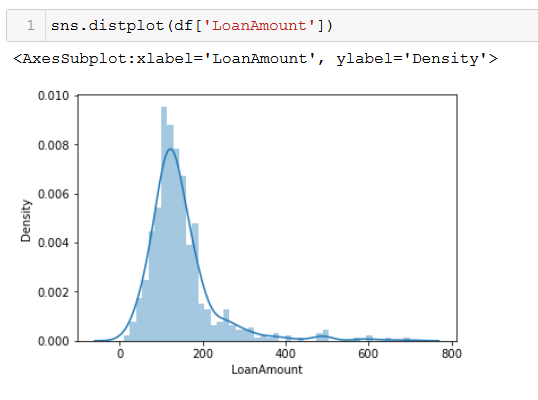 1 sns.distplot(df['LoanAmount'])
<AxesSubplot:xlabel='LoanAmount', ylabel='Density'>
0.010
0.008
0.006
0.004
0.002
0.000
Density
0 200 400 600 800
LoanAmount